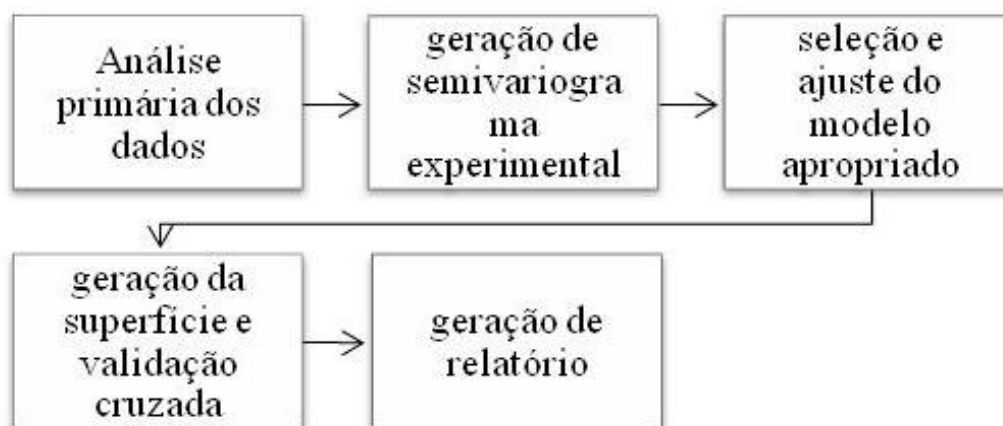 Análise
primária dos
dados
geração de
semivariogra
ma
experimental
seleção e
ajuste do
modelo
apropriado
geração da
superfície e
validação
cruzada
geração de
relatório